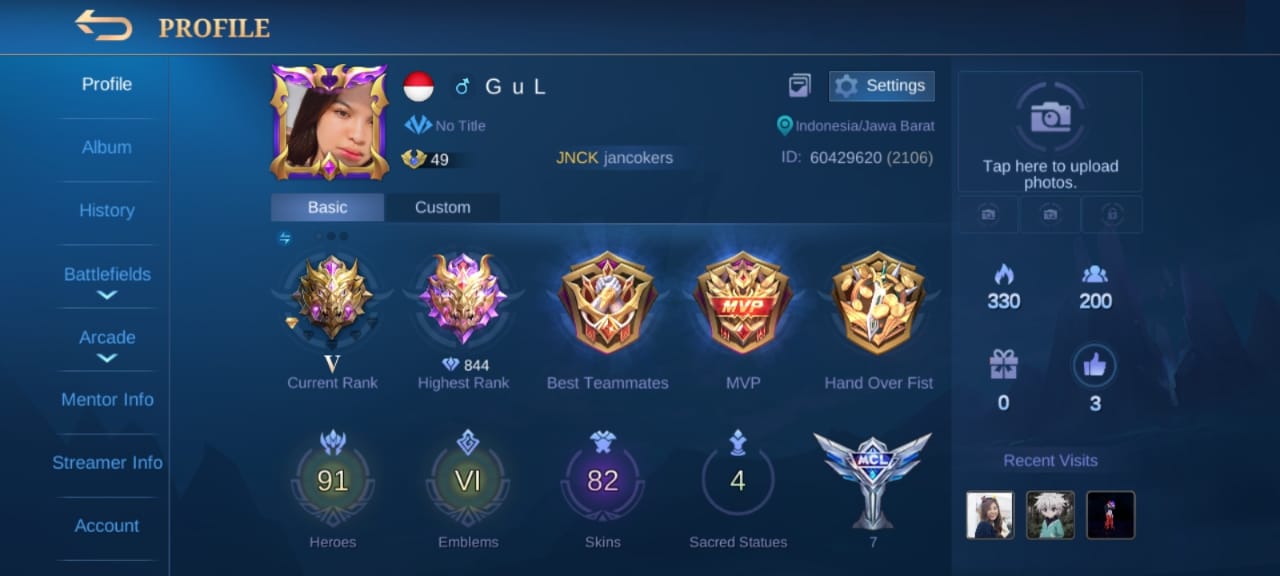 PROFILE
Profile
Album
History
Battlefields
Arcade
Mentor Info
Streamer Info
Account
G u L
Settings
No Title
Indonesia/Jawa Barat
49
JNCK jancokers
ID: 60429620 (2106)
Basic
Custom
V
844
Current Rank
Highest Rank
Best Teammates
MVP
MVP
Hand Over Fist
91
VI
82
4
MCL
Heroes
Emblems
Skins
Sacred Statues
7
Tap here to upload
photos.
330
200
0
3
Recent Visits